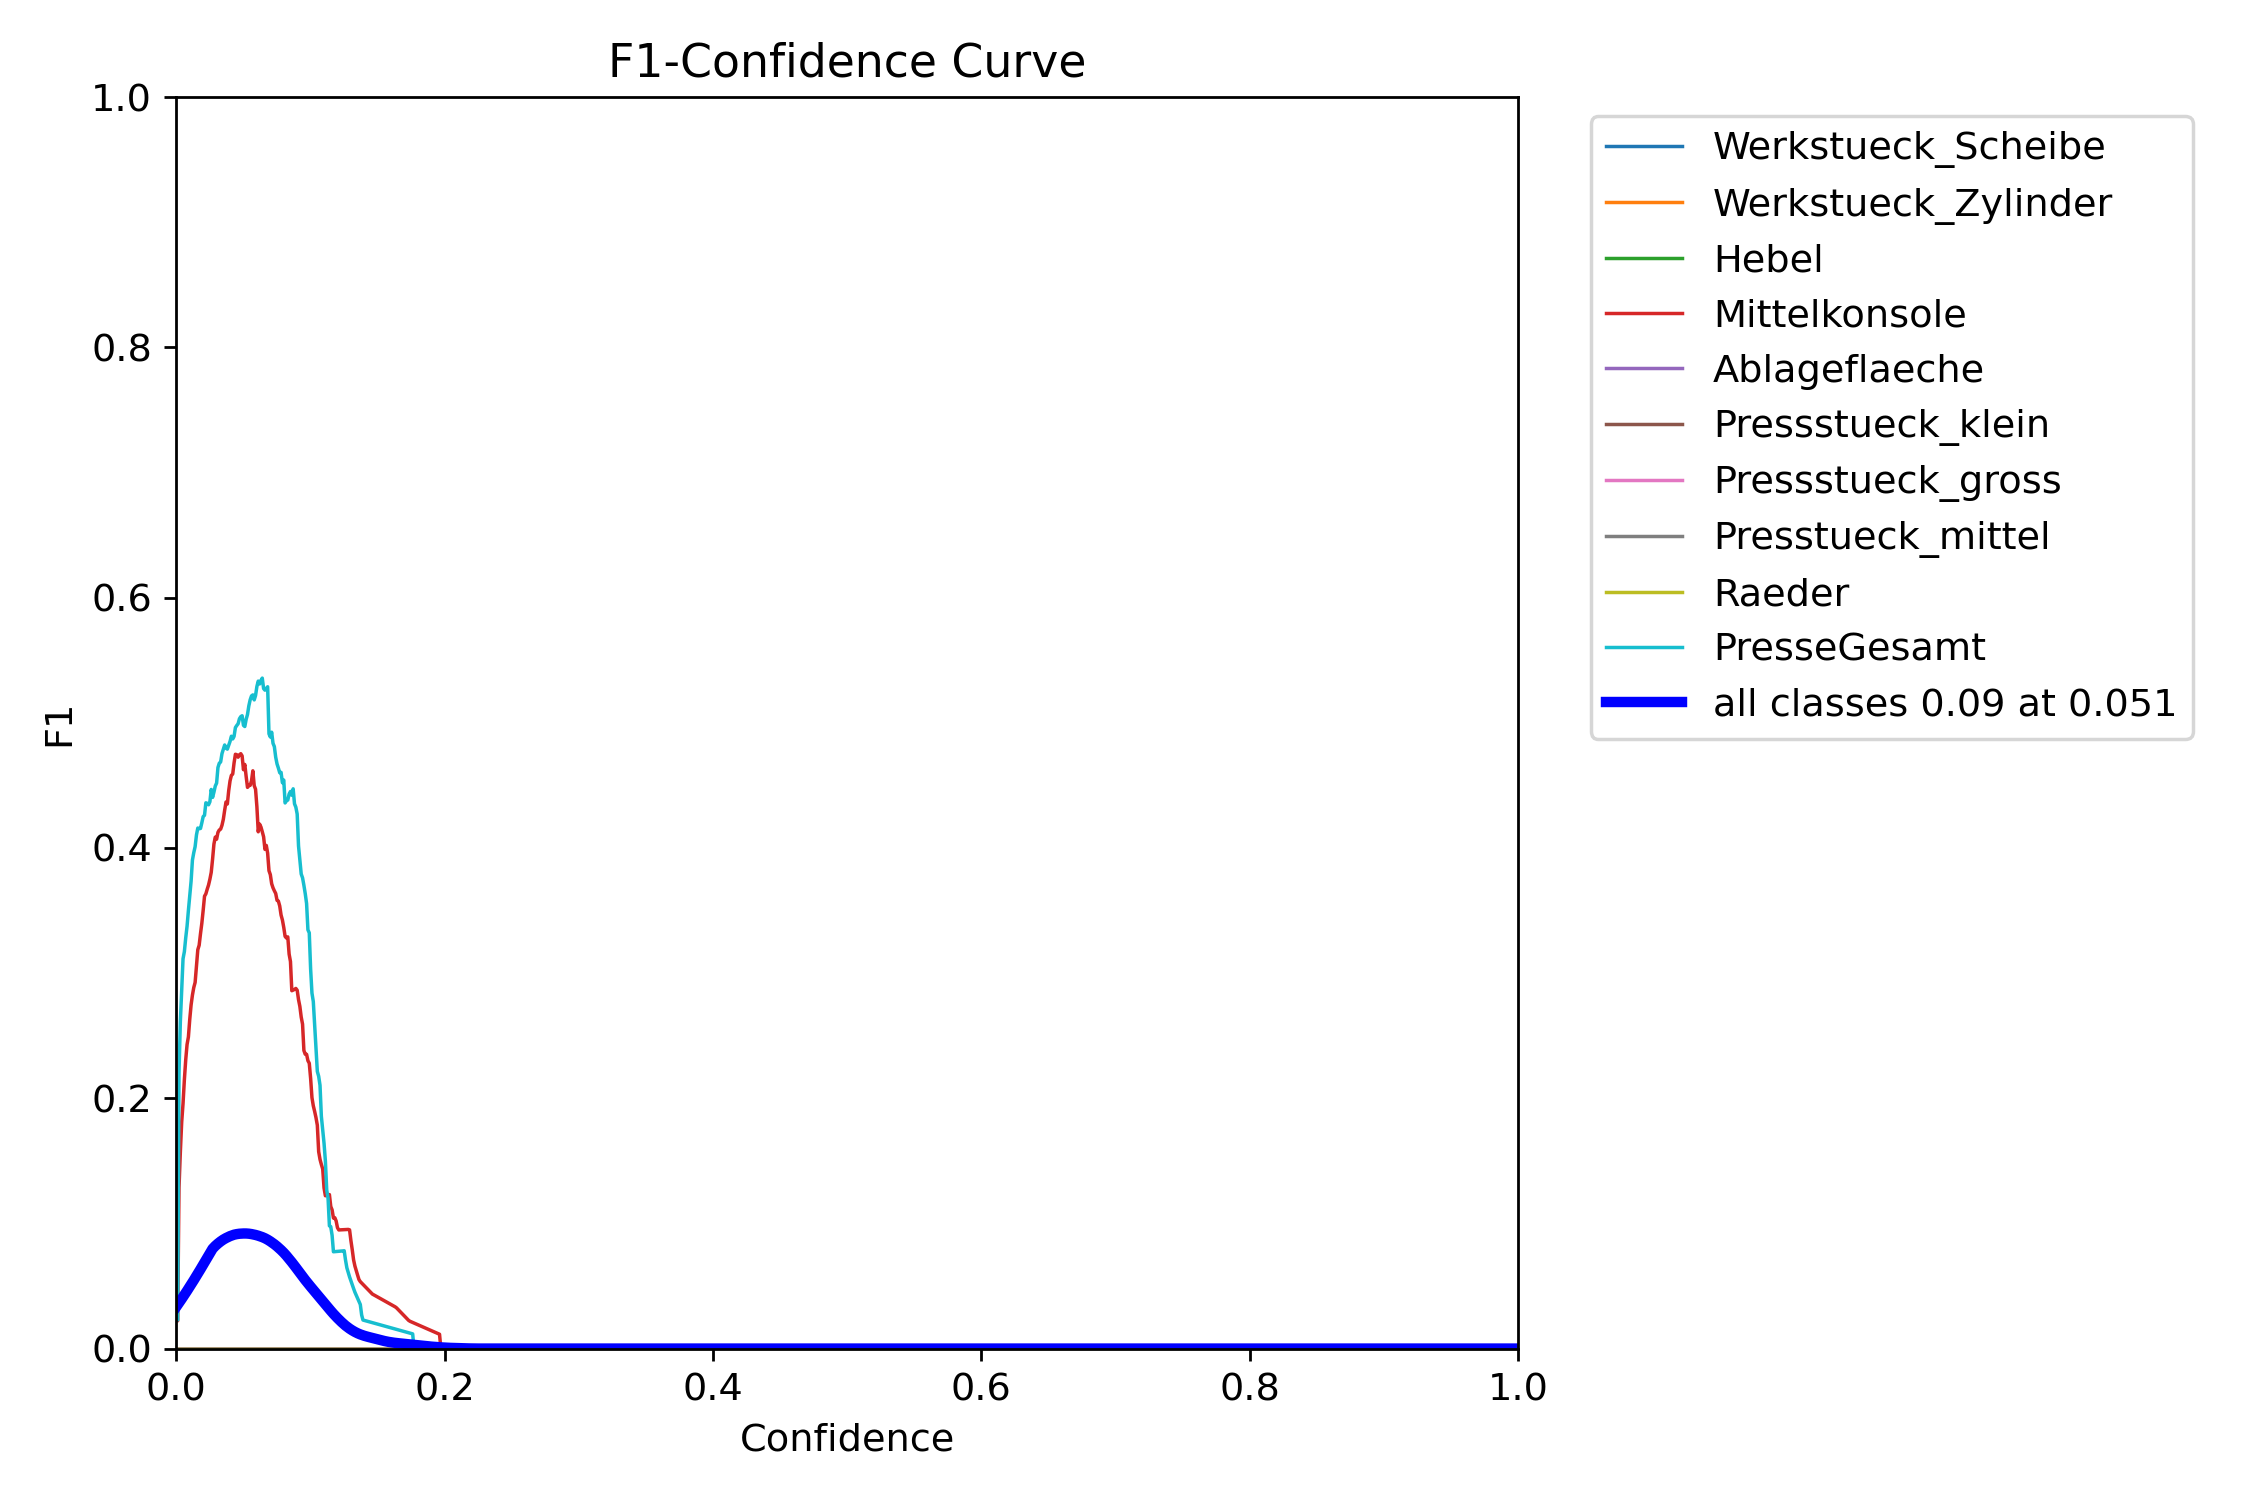 F1-Confidence Curve
1.0
0.8
0.6
0.4
0.2
0.0
F1
0.0 0.2 0.4 0.6 0.8 1.0
Confidence
Werkstueck_Scheibe
Werkstueck_Zylinder
Hebel
Mittelkonsole
Ablageflaeche
Pressstueck_klein
Pressstueck_gross
Presstueck_mittel
Raeder
PresseGesamt
all classes 0.09 at 0.051